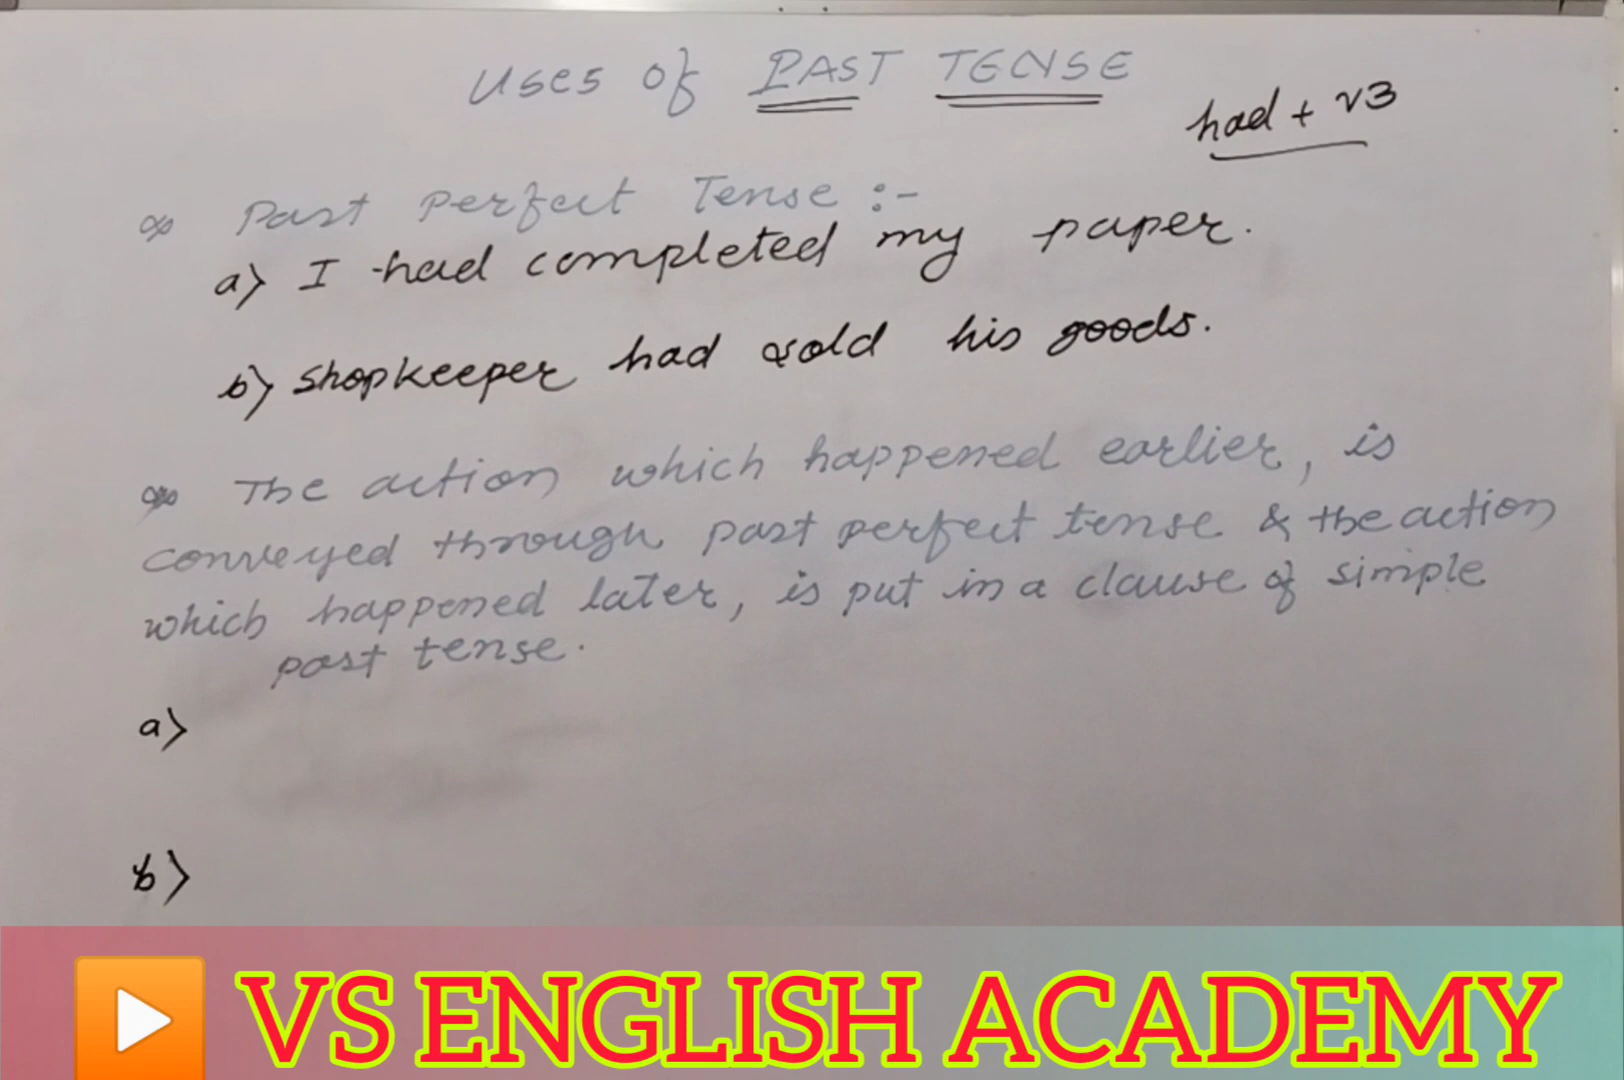 Uses of PAST TENSE
had + v3
Past Perfect Tense :-
a) I had completed my paper.
b) Shopkeeper had sold his goods.
The action which happened earlier, is
conveyed through past perfect tense & the action
which happened later, is put in a clause of simple
past tense.
a)
b)
VS ENGLISH ACADEMY